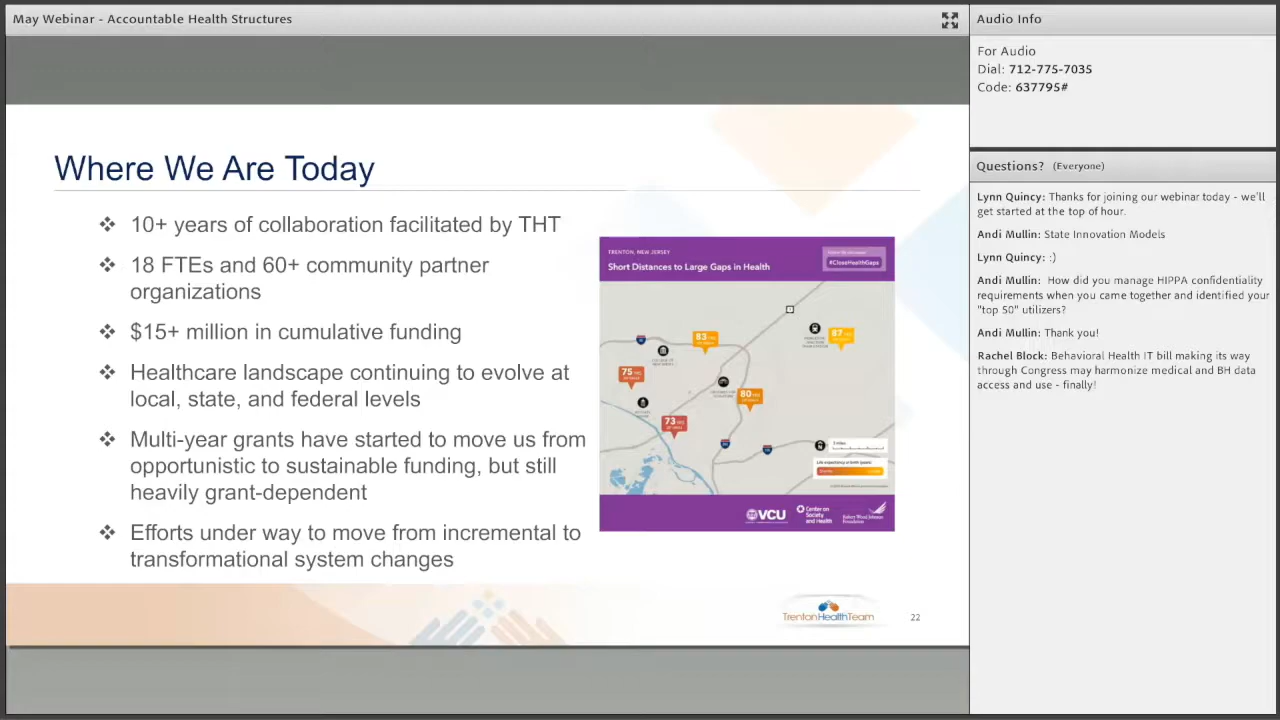 May Webinar - Accountable Health Structures
Where We Are Today
❖ 10+ years of collaboration facilitated by THT
❖ 18 FTEs and 60+ community partner
organizations
❖ $15+ million in cumulative funding
❖ Healthcare landscape continuing to evolve at
local, state, and federal levels
❖ Multi-year grants have started to move us from
opportunistic to sustainable funding, but still
heavily grant-dependent
❖ Efforts under way to move from incremental to
transformational system changes
TRENTON, NEW JERSEY
Short Distances to Large Gaps in Health
#CloseHealthGaps
83
87
75
80
73
Life expectancy at birth (years)
VCU
Center on
Society
and Health
Robert Wood Johnson
Foundation
TrentonHealthTeam
22
Audio Info
For Audio
Dial: 712-775-7035
Code: 637795#
Questions? (Everyone)
Lynn Quincy: Thanks for joining our webinar today - we'll
get started at the top of hour.
Andi Mullin: State Innovation Models
Lynn Quincy: :)
Andi Mullin: How did you manage HIPPA confidentiality
requirements when you came together and identified your
"top 50" utilizers?
Andi Mullin: Thank you!
Rachel Block: Behavioral Health IT bill making its way
through Congress may harmonize medical and BH data
access and use - finally!